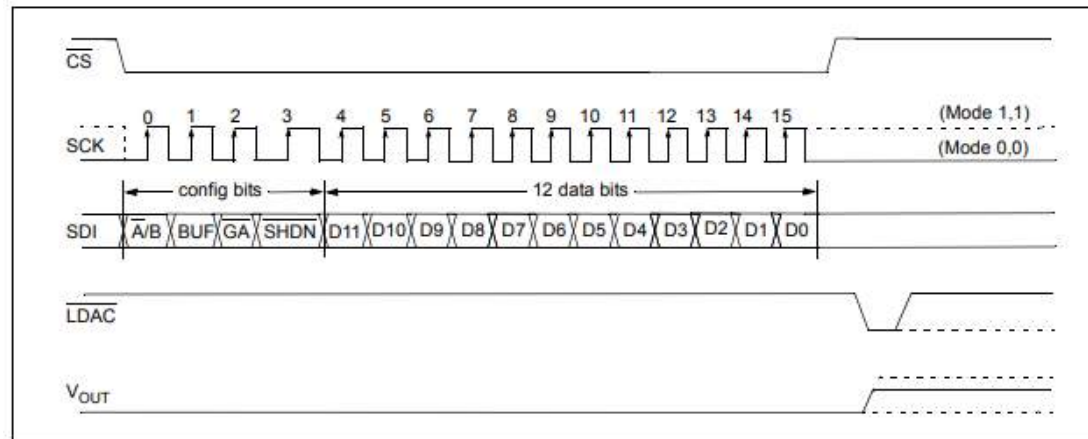 CS
0 1 2 3 4 5 6 7 8 9 10 11 12 13 14 15 (Mode 1,1)
SCK (Mode 0,0)
config bits 12 data bits
SDI A/B BUF GA SHDN D11 D10 D9 D8 D7 D6 D5 D4 D3 D2 D1 D0
LDAC
VOUT